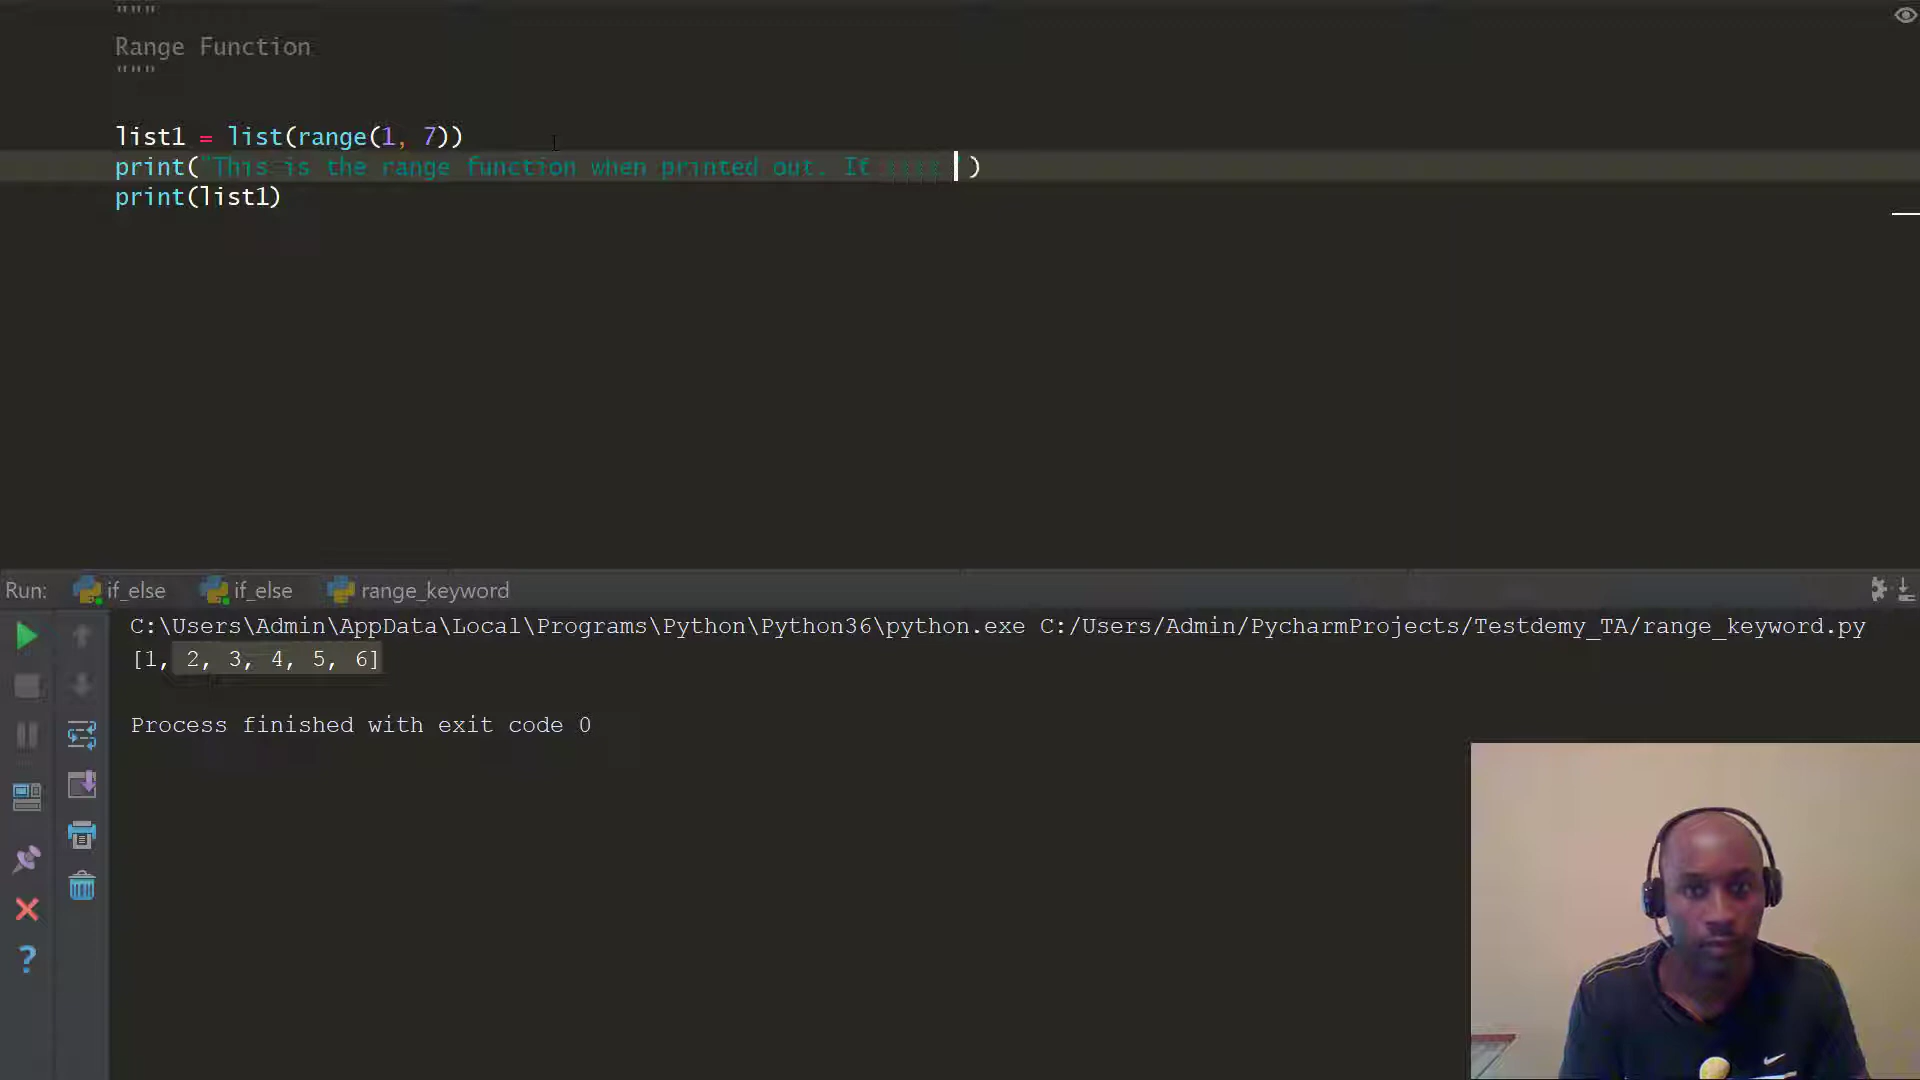 """
Range Function
"""
list1 = list(range(1, 7))
print("This is the range function when printed out. It ")
print(list1)
Run: if_else if_else range_keyword
C:\Users\Admin\AppData\Local\Programs\Python\Python36\python.exe C:/Users/Admin/PycharmProjects/Testdemy_TA/range_keyword.py
[1, 2, 3, 4, 5, 6]
Process finished with exit code 0